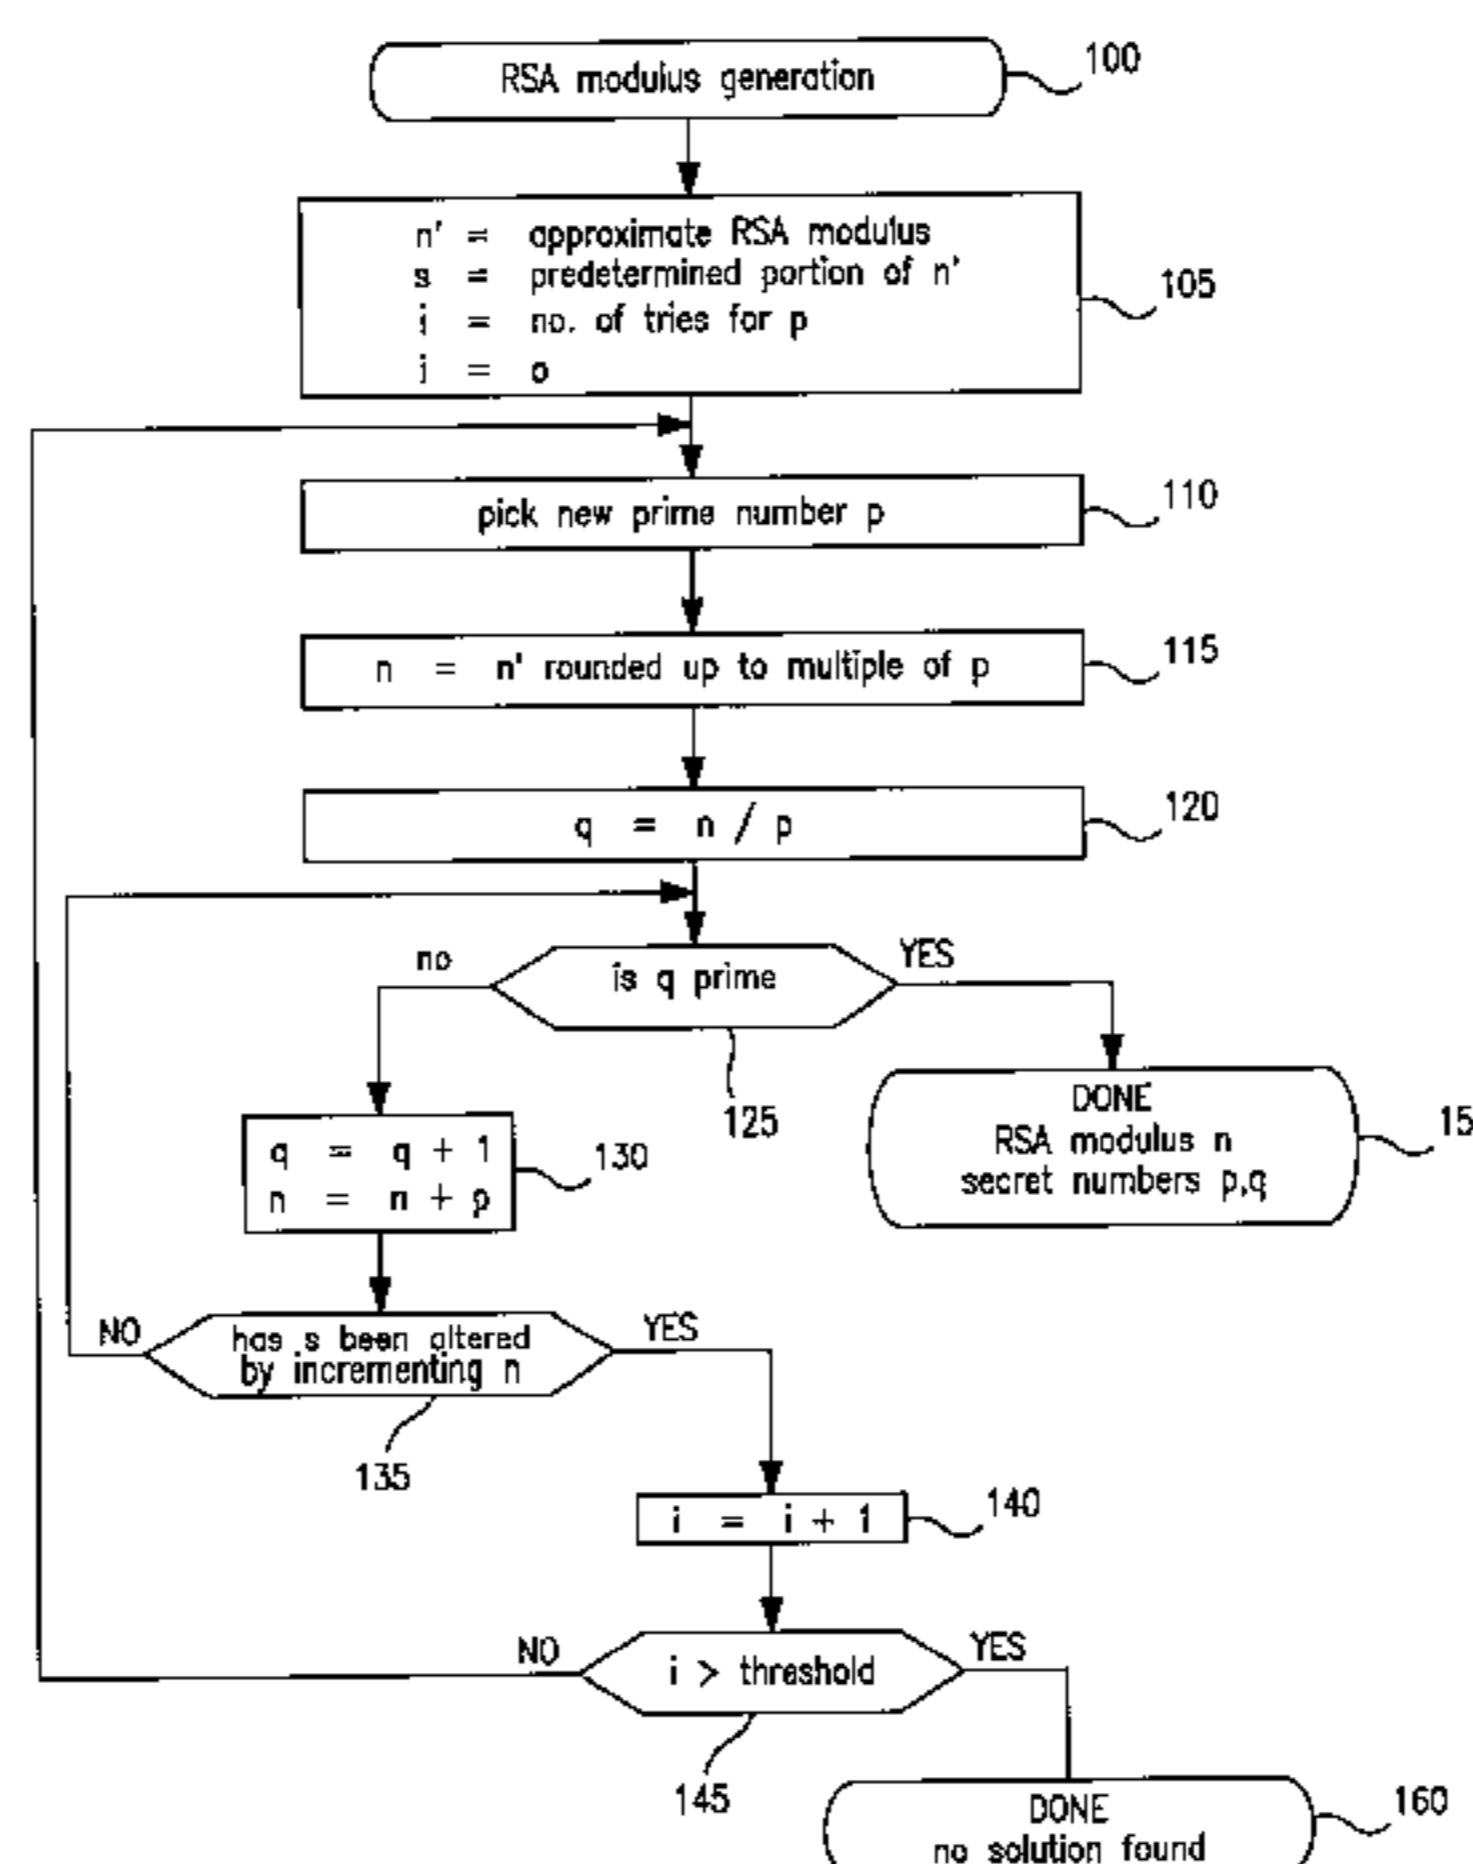 RSA modulus generation
100
n' = approximate RSA modulus
s = predetermined portion of n'
i = no. of tries for p
i = o
105
pick new prime number p
110
n = n' rounded up to multiple of p
115
q = n / p
120
no
is q prime
YES
125
DONE
RSA modulus n
secret numbers p,q
15
q = q + 1
n = n + p
130
NO
has s been altered
by incrementing n
YES
135
i = i + 1
140
NO
i > threshold
YES
145
DONE
no solution found
160